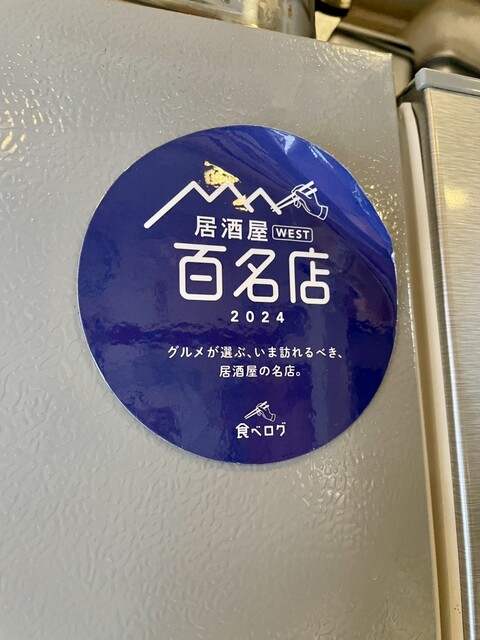 居酒屋 WEST
百名店
2024
グルメが選ぶ、いま訪れるべき、
居酒屋の名店。
食べログ